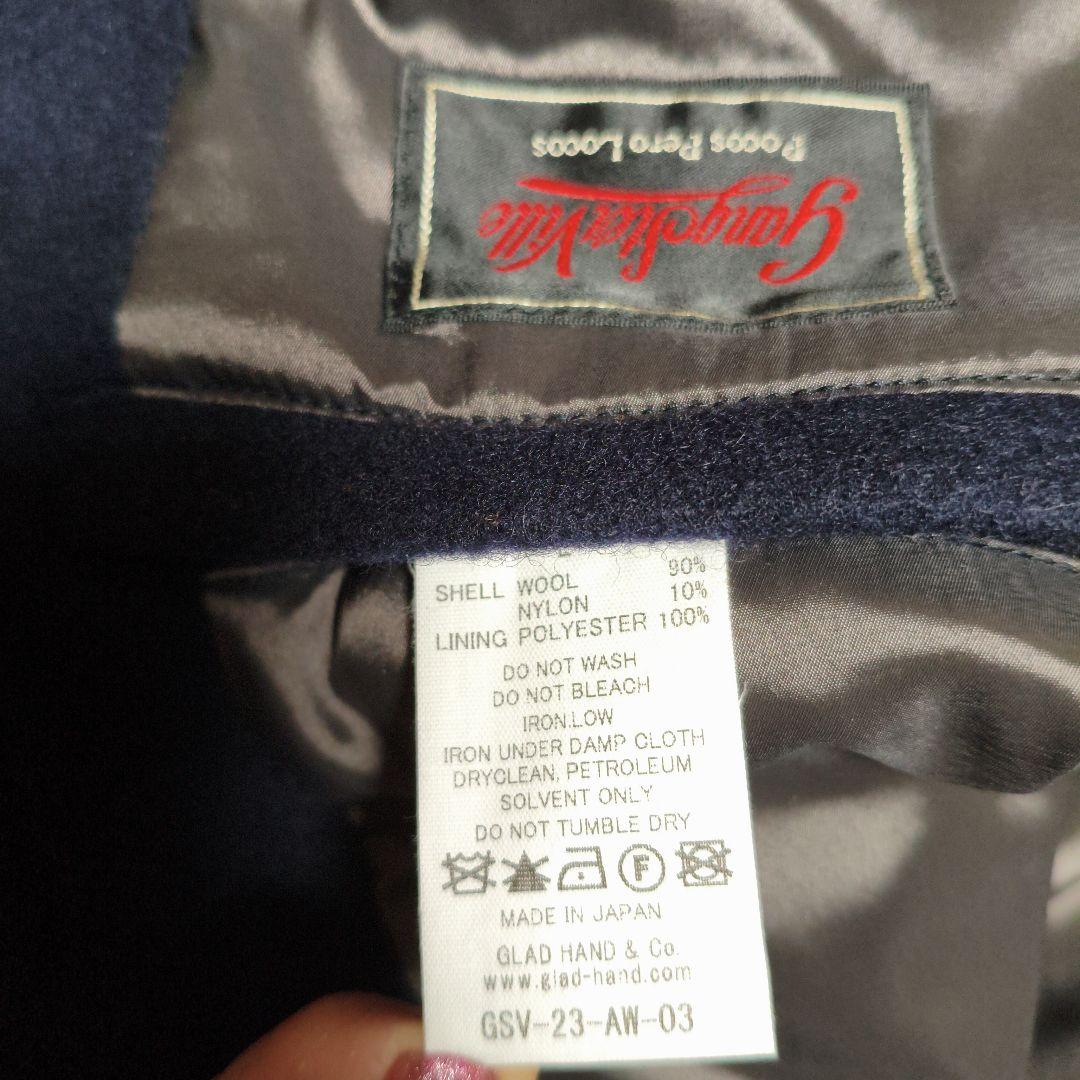 Pocos Pero Locos
GangsterVille
SHELL WOOL 90%
NYLON 10%
LINING POLYESTER 100%
DO NOT WASH
DO NOT BLEACH
IRON.LOW
IRON UNDER DAMP CLOTH
DRYCLEAN, PETROLEUM
SOLVENT ONLY
DO NOT TUMBLE DRY
F
MADE IN JAPAN
GLAD HAND & Co.
www.glad-hand.com
GSV-23-AW-03